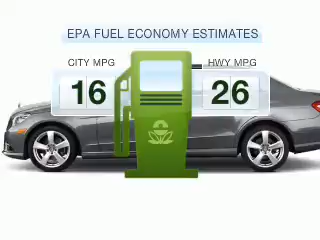 EPA FUEL ECONOMY ESTIMATES
CITY MPG
HWY MPG
16
26